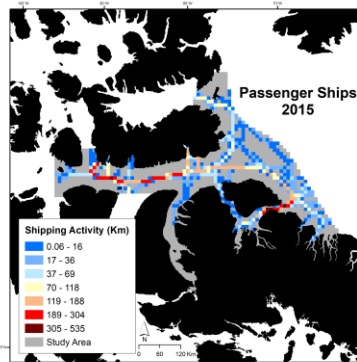 Passenger Ships
2015
Shipping Activity (Km)
0.06 - 16
17 - 36
37 - 69
70 - 118
119 - 188
189 - 304
305 - 535
Study Area
N
0 30 60 120 Km